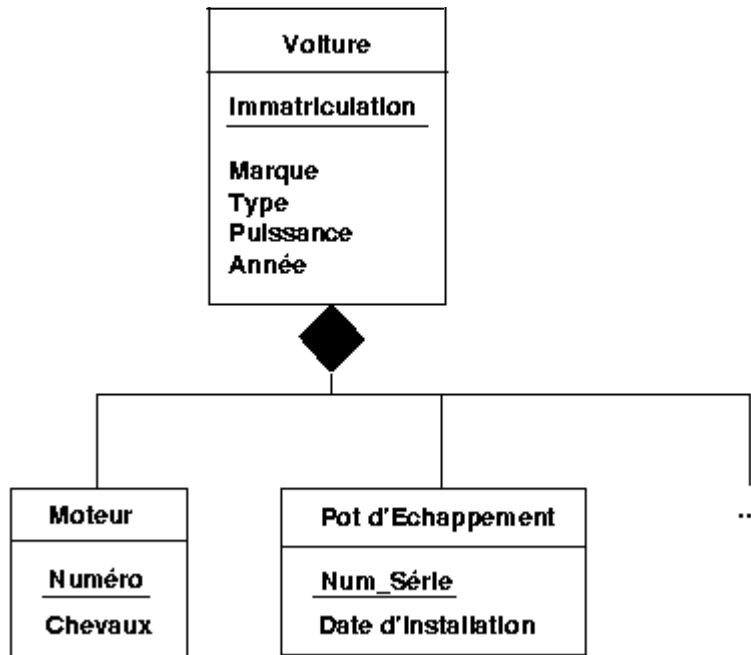 Voiture
Immatriculation
Marque
Type
Puissance
Année
Moteur
Numéro
Chevaux
Pot d'Echappement
Num_Série
Date d'Installation
..